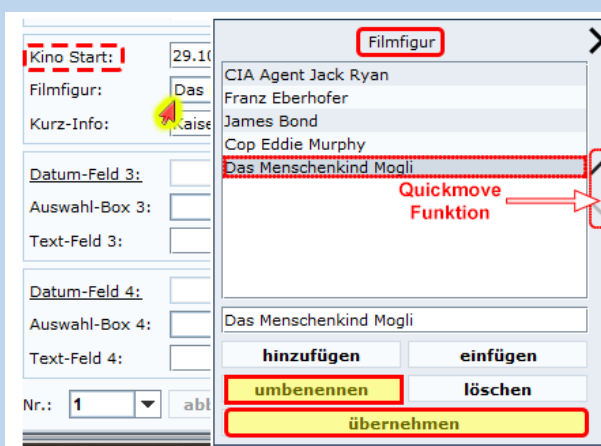 Kino Start:
29.10
Filmfigur:
Das
Kurz-Info:
Kaise
Datum-Feld 3:
Auswahl-Box 3:
Text-Feld 3:
Datum-Feld 4:
Auswahl-Box 4:
Text-Feld 4:
Nr.: 1
abb
Filmfigur
CIA Agent Jack Ryan
Franz Eberhofer
James Bond
Cop Eddie Murphy
Das Menschenkind Mogli
Quickmove
Funktion
Das Menschenkind Mogli
hinzufügen einfügen
umbenennen löschen
übernehmen